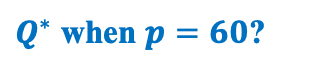 Q* when p = 60?